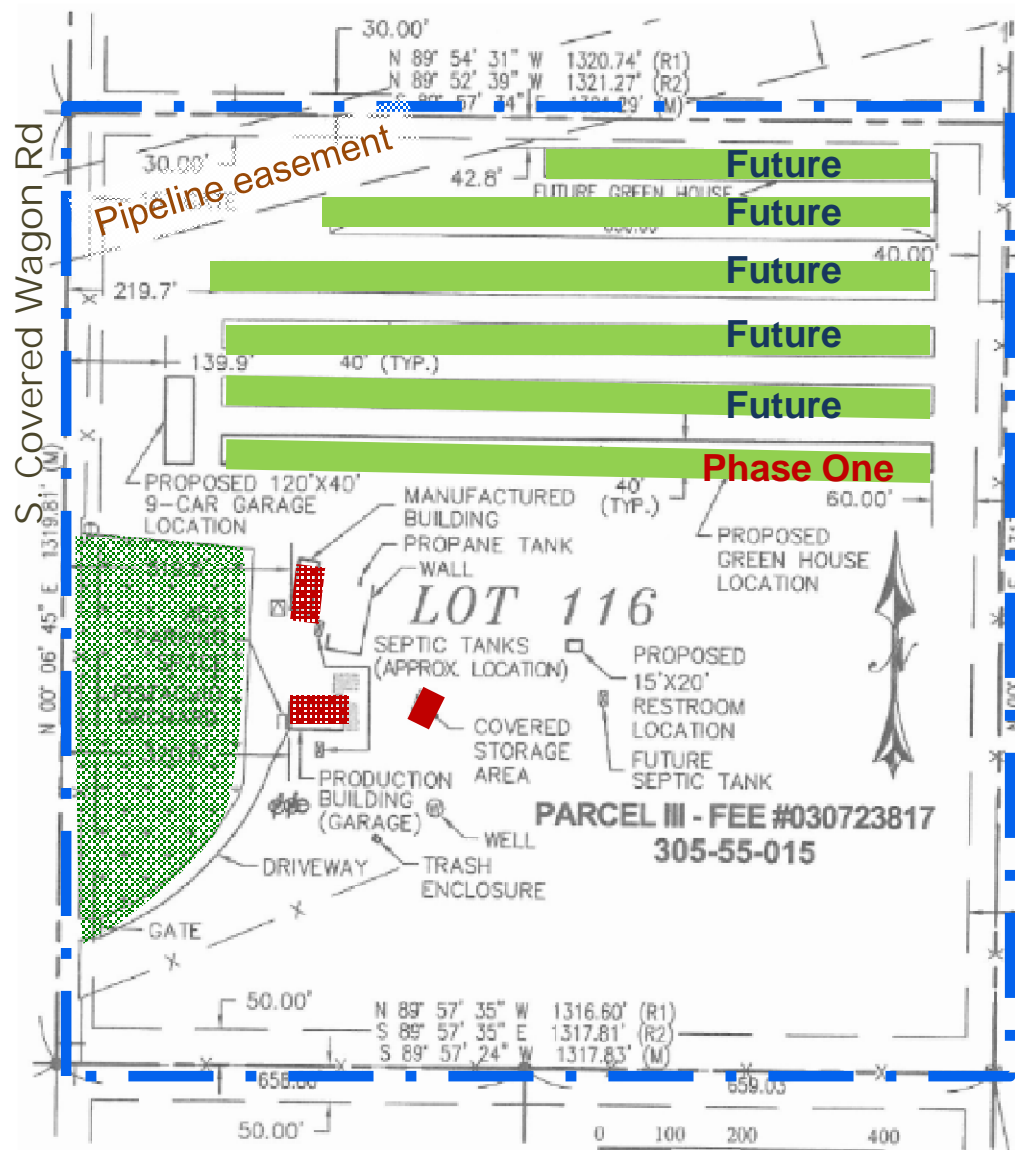 30.00'
N 89° 54' 31" W 1320.74' (R1)
N 89° 52' 39" W 1321.27' (R2)
S. Covered Wagon Rd
Pipeline easement
30.00'
42.8'
Future
FUTURE GREEN HOUSE
Future
40.00'
Future
219.7'
Future
139.9'
40' (TYP.)
Future
Phase One
PROPOSED 120'X40'
9-CAR GARAGE
LOCATION
40'
(TYP.)
60.00'
MANUFACTURED
BUILDING
PROPANE TANK
WALL
PROPOSED
GREEN HOUSE
LOCATION
N 00° 06' 45" E 1319.81' (M)
LOT 116
N
SEPTIC TANKS
(APPROX. LOCATION)
PROPOSED
15'X20'
RESTROOM
LOCATION
COVERED
STORAGE
AREA
FUTURE
SEPTIC TANK
N 00°
PRODUCTION
BUILDING
(GARAGE)
WELL
PARCEL III - FEE #030723817
305-55-015
DRIVEWAY
TRASH
ENCLOSURE
GATE
50.00'
N 89° 57' 35" W 1316.60' (R1)
S 89° 57' 35" E 1317.81' (R2)
S 89° 57' 24" W 1317.83' (M)
659.03
50.00'
0 100 200 400